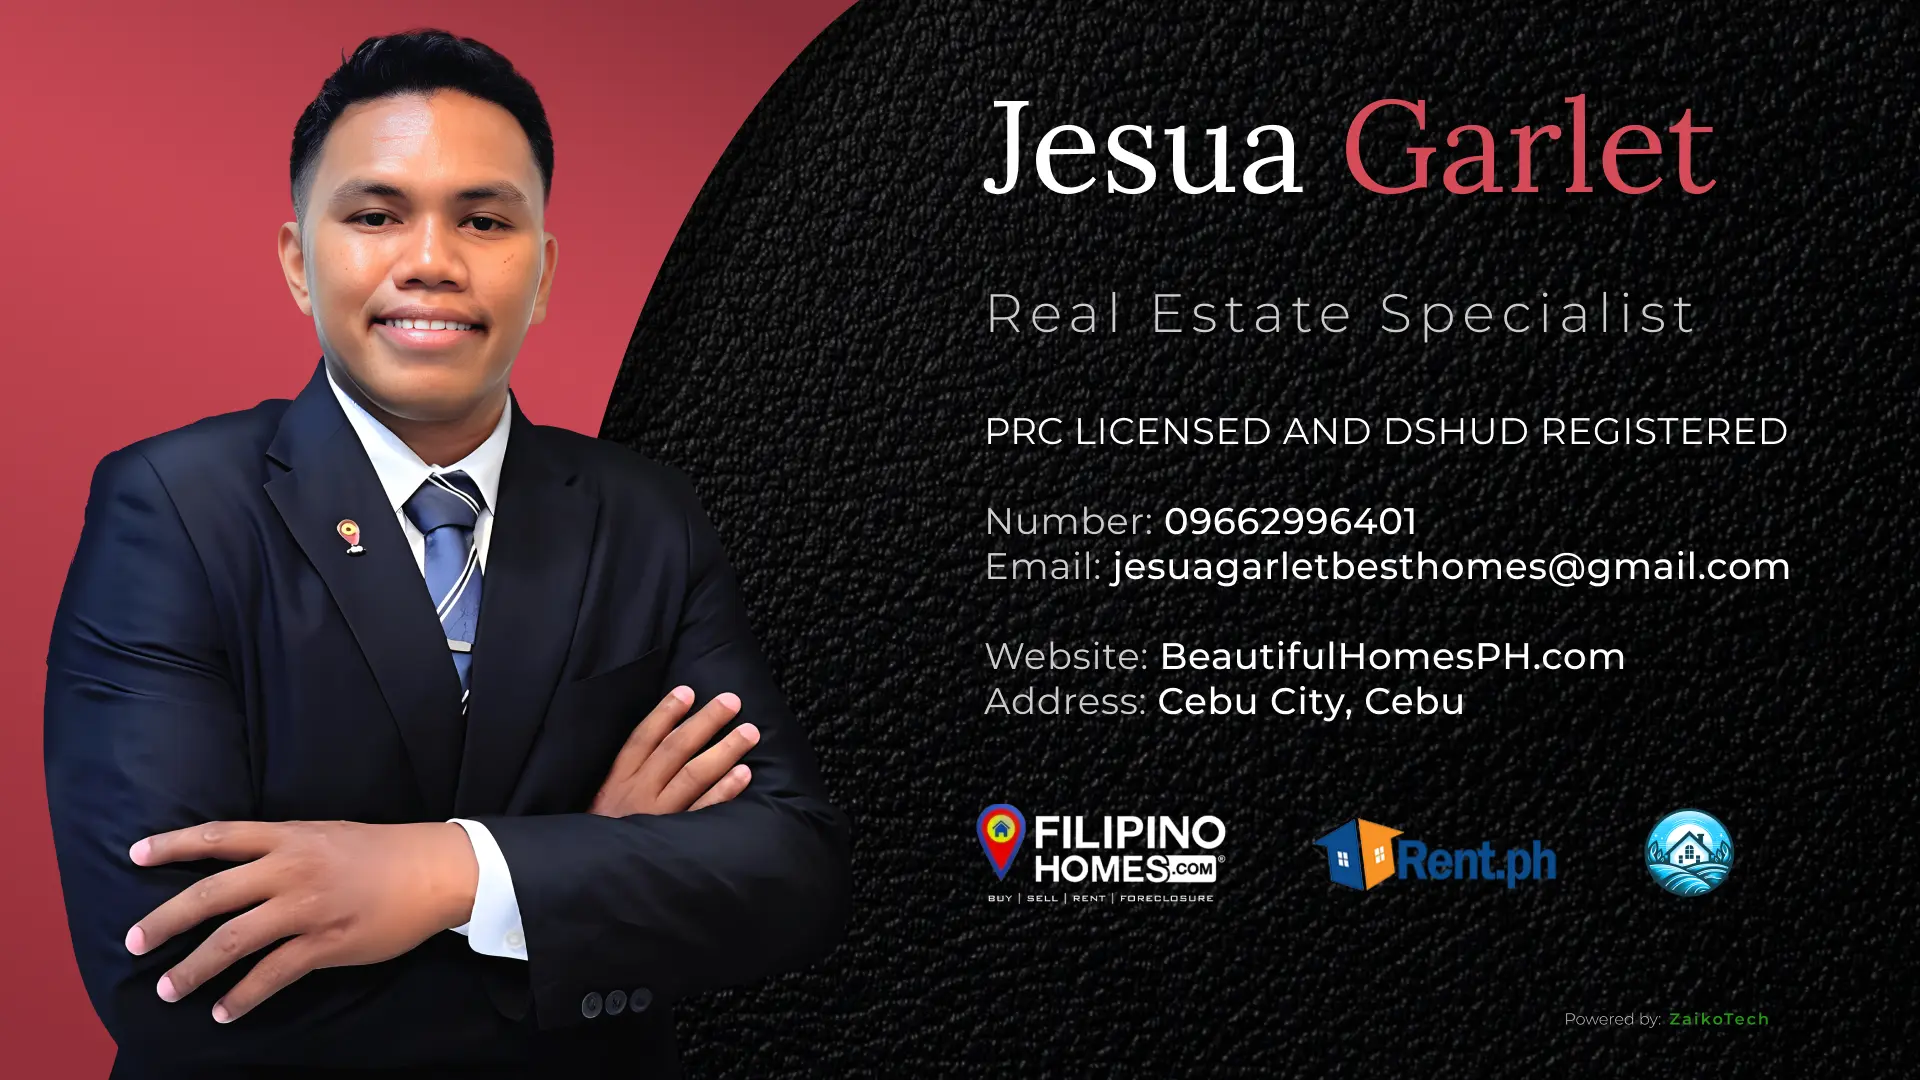 Jesua Garlet
Real Estate Specialist
PRC LICENSED AND DSHUD REGISTERED
Number: 09662996401
Email: jesuagarletbesthomes@gmail.com
Website: BeautifulHomesPH.com
Address: Cebu City, Cebu
FILIPINO
HOMES.COM®
BUY | SELL | RENT | FORECLOSURE
Rent.ph
Powered by: ZaikoTech